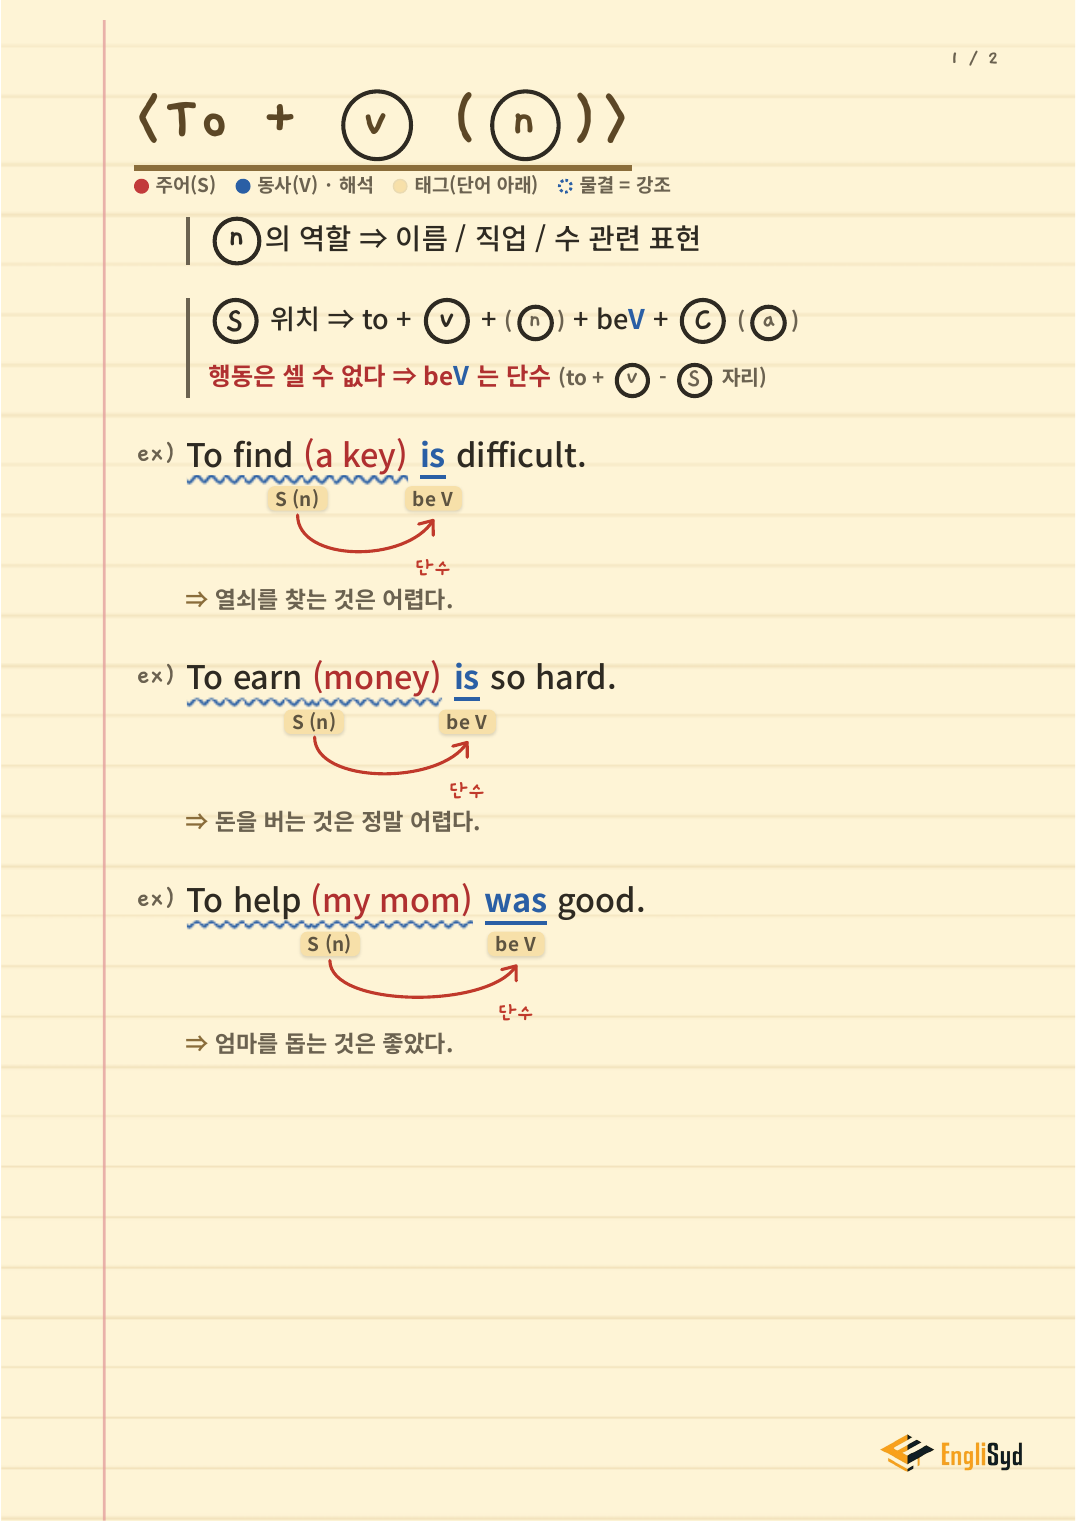 1 / 2
<To + v (n)>
주어(S) 동사(V) · 해석 태그(단어 아래) 물결 = 강조
n의 역할 ⇒ 이름 / 직업 / 수 관련 표현
S 위치 ⇒ to + v + (n) + beV + C (a)
행동은 셀 수 없다 ⇒ beV 는 단수 (to + v - S 자리)
ex) To find (a key) is difficult.
S (n) be V
단수
⇒ 열쇠를 찾는 것은 어렵다.
ex) To earn (money) is so hard.
S (n) be V
단수
⇒ 돈을 버는 것은 정말 어렵다.
ex) To help (my mom) was good.
S (n) be V
단수
⇒ 엄마를 돕는 것은 좋았다.
EngliSyd